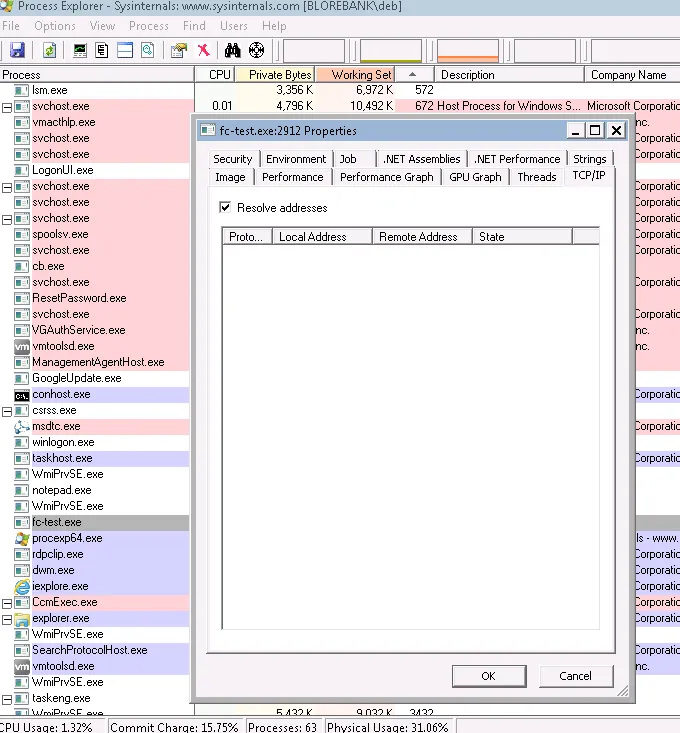 Process Explorer - Sysinternals: www.sysinternals.com [BLOREBANK\deb]
File Options View Process Find Users Help
Process CPU Private Bytes Working Set Description Company Name
lsm.exe 3,356 K 6,972 K 572
svchost.exe 0.01 4,796 K 10,492 K 672 Host Process for Windows S... Microsoft Corporatio
vmacthlp.exe nc.
svchost.exe Corporatio
svchost.exe Corporatio
LogonUI.exe Corporatio
svchost.exe Corporatio
svchost.exe Corporatio
svchost.exe Corporatio
spoolsv.exe Corporatio
svchost.exe Corporatio
cb.exe
svchost.exe Corporatio
ResetPassword.exe
svchost.exe Corporatio
VGAuthService.exe nc.
vmtoolsd.exe nc.
ManagementAgentHost.exe
GoogleUpdate.exe
conhost.exe Corporatio
csrss.exe
msdtc.exe Corporatio
winlogon.exe
taskhost.exe Corporatio
WmiPrvSE.exe
notepad.exe
WmiPrvSE.exe
fc-test.exe
procexp64.exe ls - www.
rdpclip.exe Corporatio
dwm.exe Corporatio
iexplore.exe Corporatio
CcmExec.exe Corporatio
explorer.exe Corporatio
WmiPrvSE.exe
SearchProtocolHost.exe Corporatio
vmtoolsd.exe nc.
WmiPrvSE.exe
taskeng.exe
WmiPrvSE.exe 5,432 K 9,032 K 3432
CPU Usage: 1.32% Commit Charge: 15.75% Processes: 63 Physical Usage: 31.06%
fc-test.exe:2912 Properties
Security Environment Job .NET Assemblies .NET Performance Strings
Image Performance Performance Graph GPU Graph Threads TCP/IP
Resolve addresses
Proto... Local Address Remote Address State
OK Cancel